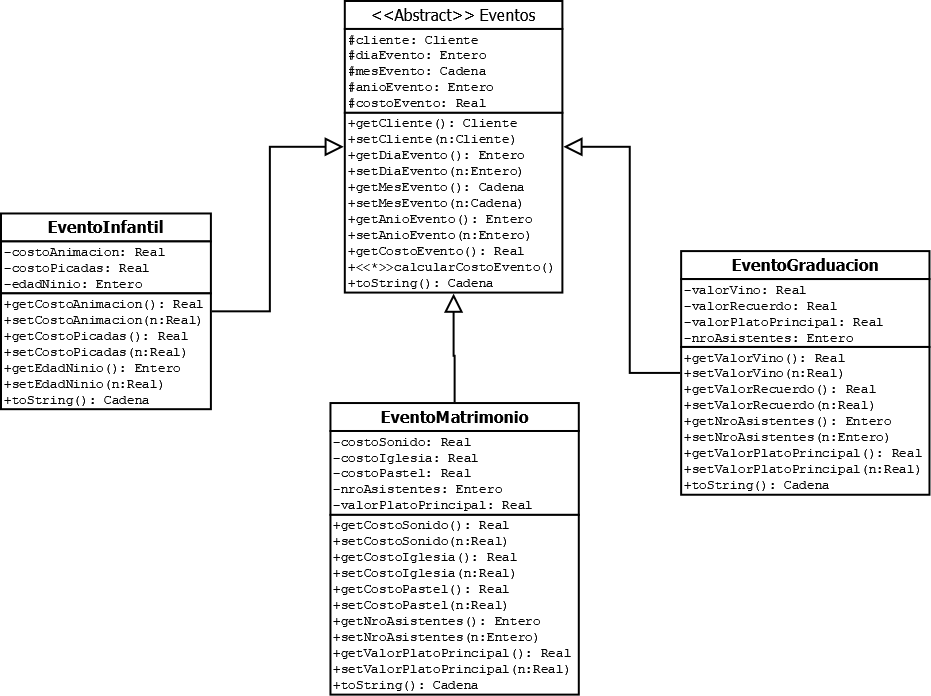 <<Abstract>> Eventos
#cliente: Cliente
#diaEvento: Entero
#mesEvento: Cadena
#anioEvento: Entero
#costoEvento: Real
+getCliente(): Cliente
+setCliente(n:Cliente)
+getDiaEvento(): Entero
+setDiaEvento(n:Entero)
+getMesEvento(): Cadena
+setMesEvento(n:Cadena)
+getAnioEvento(): Entero
+setAnioEvento(n:Entero)
+getCostoEvento(): Real
+<<*>>calcularCostoEvento()
+toString(): Cadena
EventoInfantil
-costoAnimacion: Real
-costoPicadas: Real
-edadNinio: Entero
+getCostoAnimacion(): Real
+setCostoAnimacion(n:Real)
+getCostoPicadas(): Real
+setCostoPicadas(n:Real)
+getEdadNinio(): Entero
+setEdadNinio(n:Real)
+toString(): Cadena
EventoMatrimonio
-costoSonido: Real
-costoIglesia: Real
-costoPastel: Real
-nroAsistentes: Entero
-valorPlatoPrincipal: Real
+getCostoSonido(): Real
+setCostoSonido(n:Real)
+getCostoIglesia(): Real
+setCostoIglesia(n:Real)
+getCostoPastel(): Real
+setCostoPastel(n:Real)
+getNroAsistentes(): Entero
+setNroAsistentes(n:Entero)
+getValorPlatoPrincipal(): Real
+setValorPlatoPrincipal(n:Real)
+toString(): Cadena
EventoGraduacion
-valorVino: Real
-valorRecuerdo: Real
-valorPlatoPrincipal: Real
-nroAsistentes: Entero
+getValorVino(): Real
+setValorVino(n:Real)
+getValorRecuerdo(): Real
+setValorRecuerdo(n:Real)
+getNroAsistentes(): Entero
+setNroAsistentes(n:Entero)
+getValorPlatoPrincipal(): Real
+setValorPlatoPrincipal(n:Real)
+toString(): Cadena